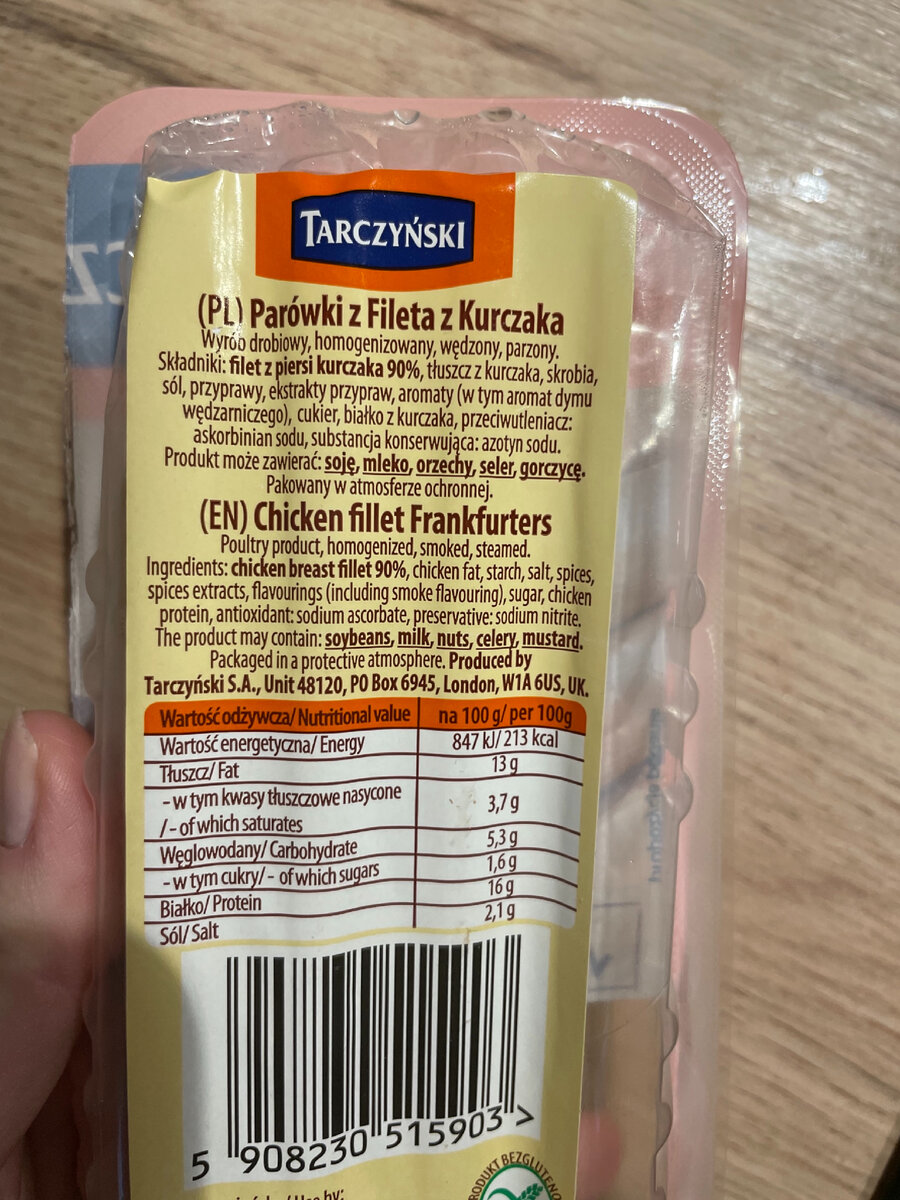 TARCZYŃSKI
(PL) Parówki z Fileta z Kurczaka
Wyrób drobiowy, homogenizowany, wędzony, parzony.
Składniki: filet z piersi kurczaka 90%, tłuszcz z kurczaka, skrobia,
sól, przyprawy, ekstrakty przypraw, aromaty (w tym aromat dymu
wędzarniczego), cukier, białko z kurczaka, przeciwutleniacz:
askorbinian sodu, substancja konserwująca: azotyn sodu.
Produkt może zawierać: soję, mleko, orzechy, seler, gorczycę.
Pakowany w atmosferze ochronnej.
(EN) Chicken fillet Frankfurters
Poultry product, homogenized, smoked, steamed.
Ingredients: chicken breast fillet 90%, chicken fat, starch, salt, spices,
spices extracts, flavourings (including smoke flavouring), sugar, chicken
protein, antioxidant: sodium ascorbate, preservative: sodium nitrite.
The product may contain: soybeans, milk, nuts, celery, mustard.
Packaged in a protective atmosphere. Produced by
Tarczyński S.A., Unit 48120, PO Box 6945, London, W1A 6US, UK.
Wartość odżywcza/ Nutritional value na 100 g/ per 100g
Wartość energetyczna/ Energy 847 kJ/ 213 kcal
Tłuszcz/ Fat 13 g
- w tym kwasy tłuszczowe nasycone
/- of which saturates 3,7 g
Węglowodany/ Carbohydrate 5,3 g
- w tym cukry/- of which sugars 1,6 g
Białko/ Protein 16 g
Sól/ Salt 2,1 g
5 908230 515903 >